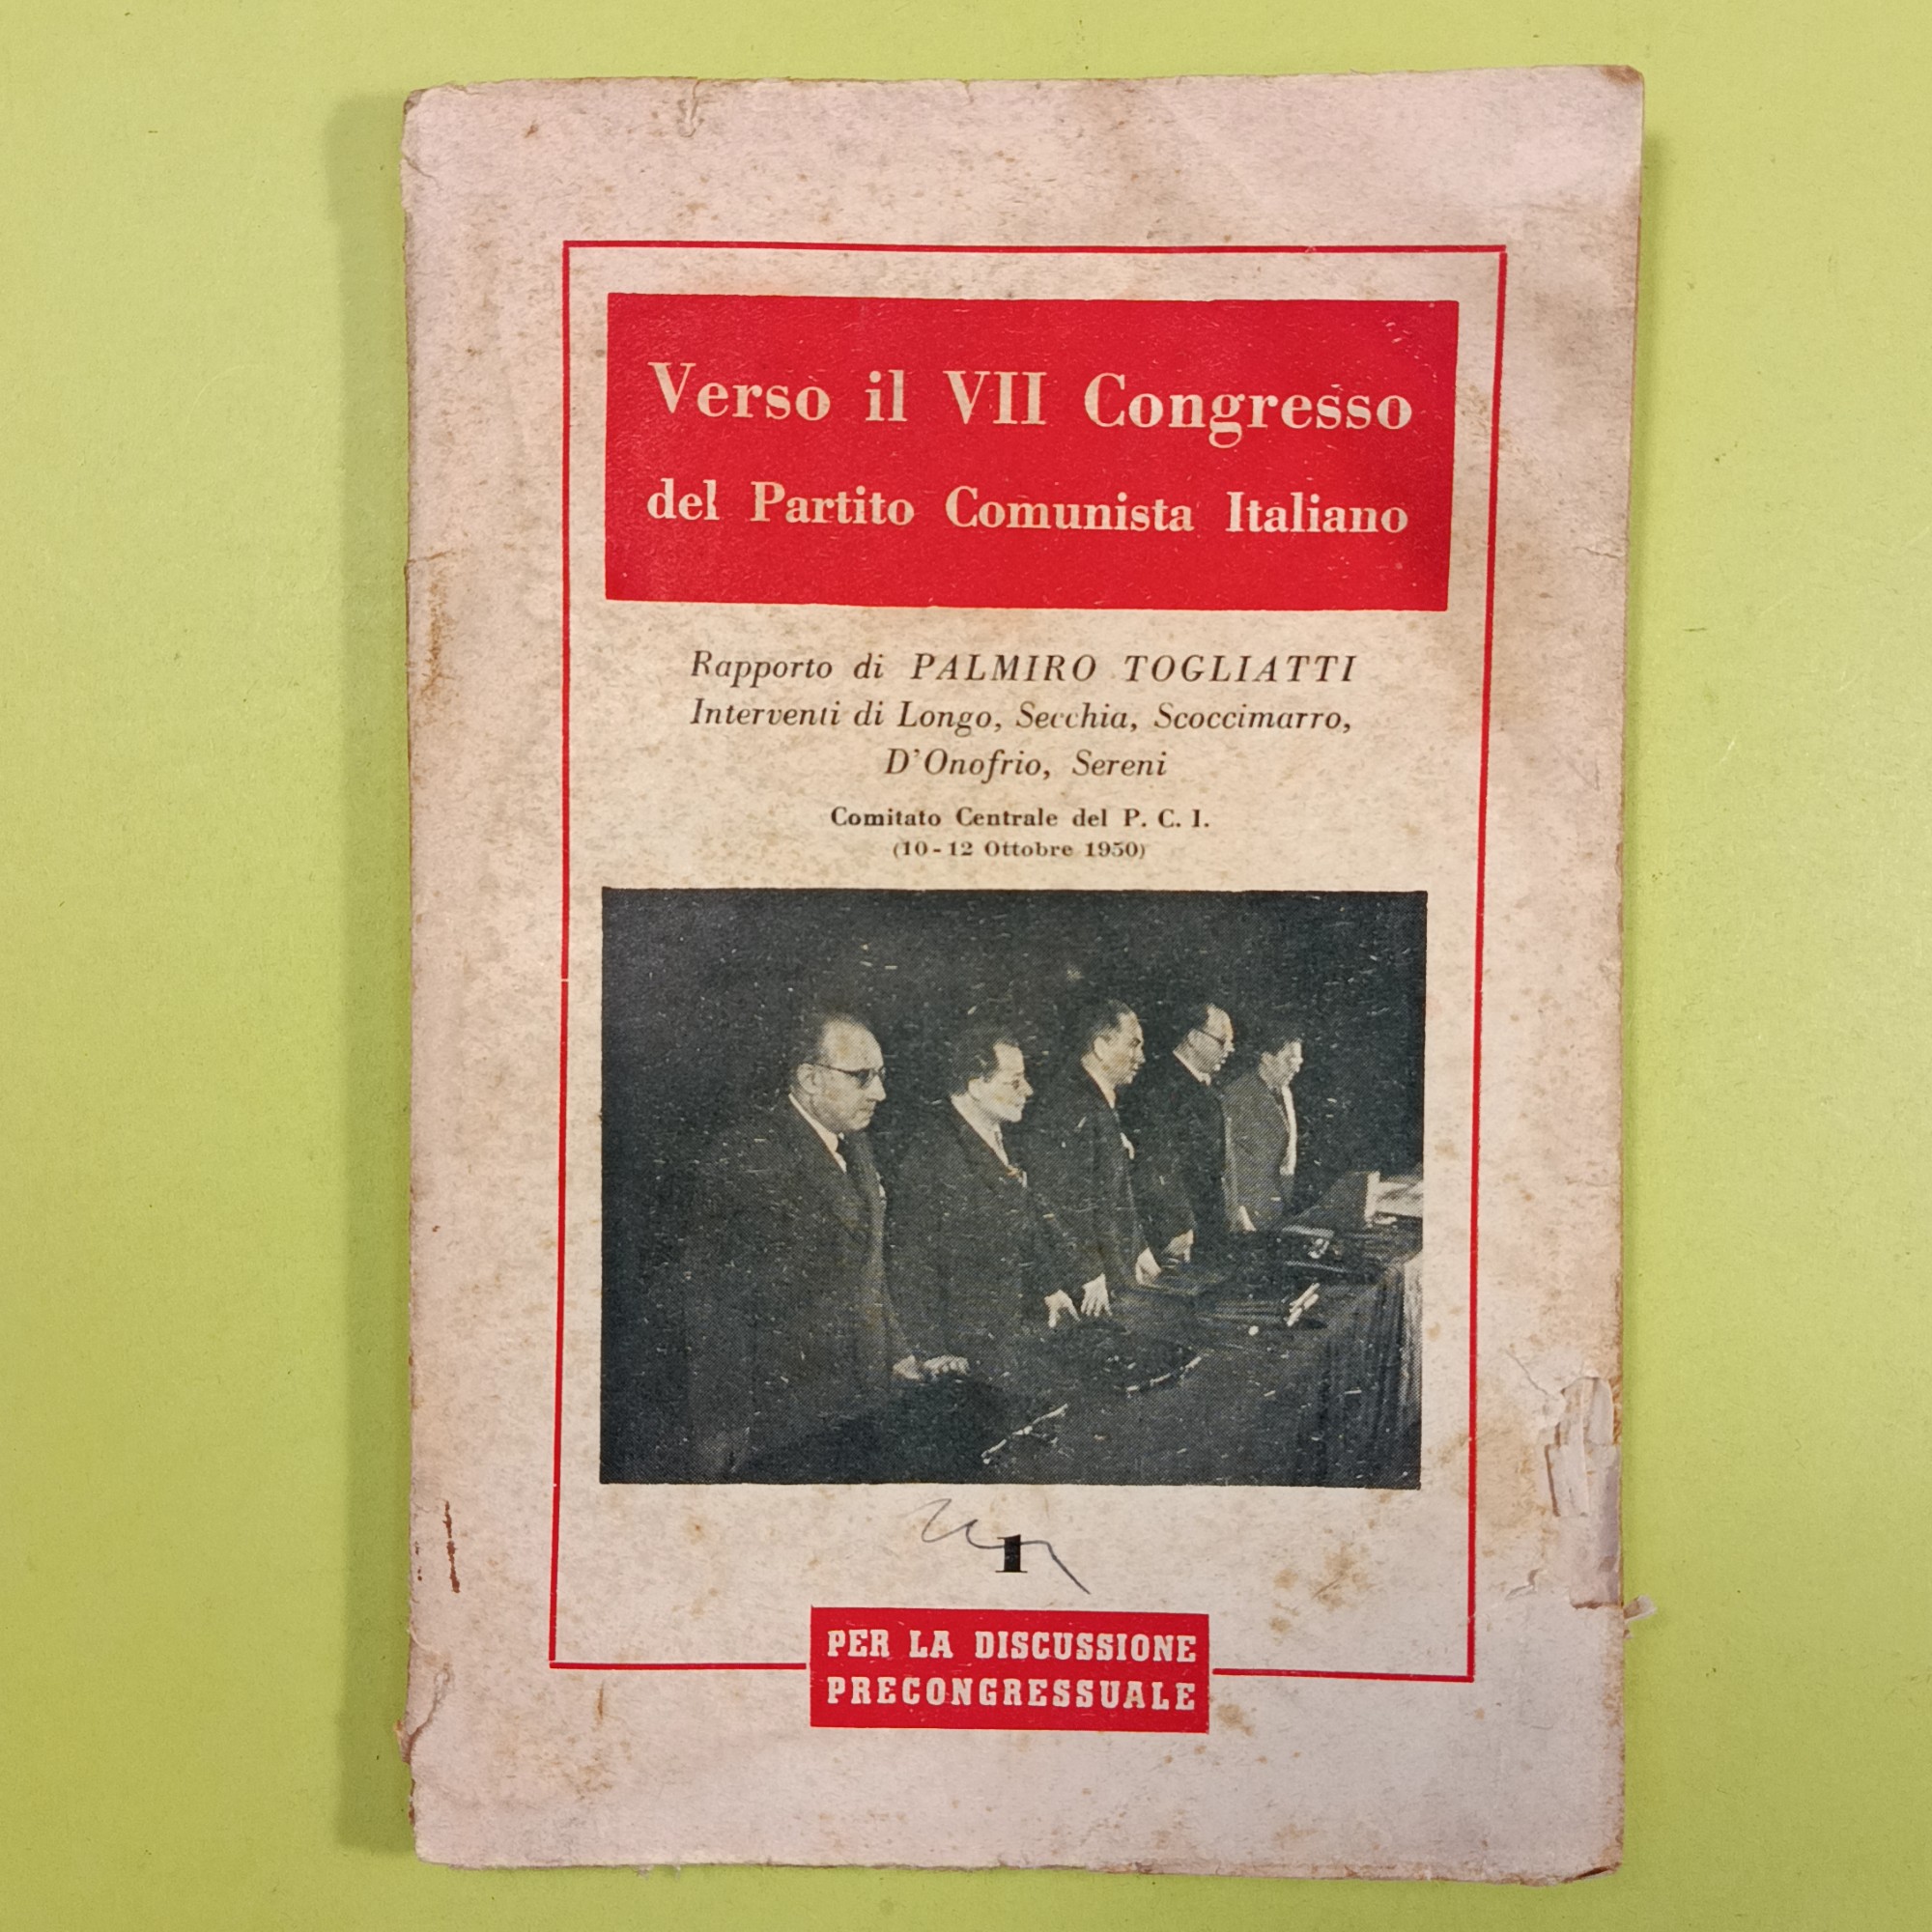 Verso il VII Congresso
del Partito Comunista Italiano
Rapporto di PALMIRO TOGLIATTI
Interventi di Longo, Secchia, Scoccimarro,
D'Onofrio, Sereni
Comitato Centrale del P. C. I.
(10-12 Ottobre 1950)
1
PER LA DISCUSSIONE
PRECONGRESSUALE